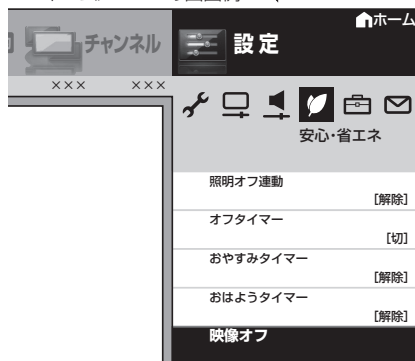 ホーム
チャンネル
設定
××× ×××
安心・省エネ
照明オフ連動
[解除]
オフタイマー
[切]
おやすみタイマー
[解除]
おはようタイマー
[解除]
映像オフ